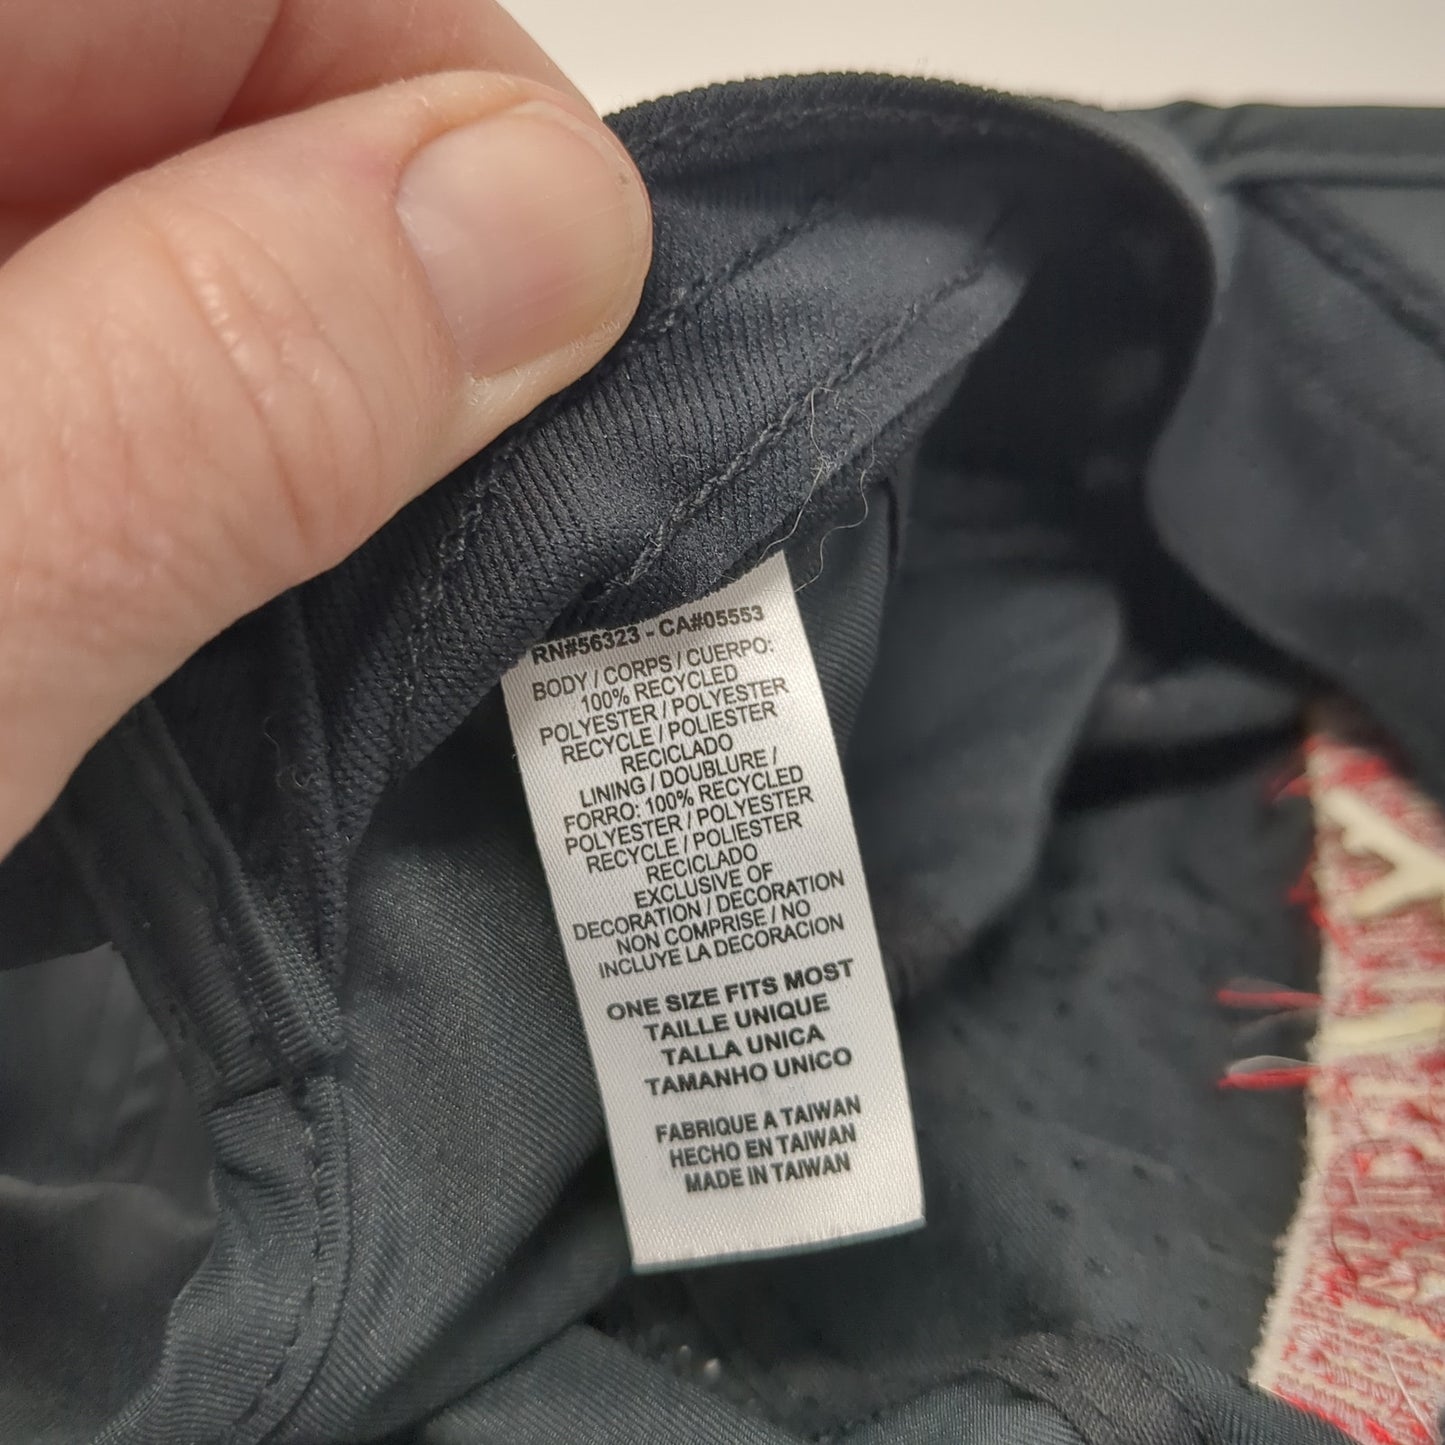 RN#56323 - CA#05553
BODY / CORPS / CUERPO:
100% RECYCLED
POLYESTER / POLYESTER
RECYCLE / POLIESTER
RECICLADO
LINING / DOUBLURE /
FORRO: 100% RECYCLED
POLYESTER / POLYESTER
RECYCLE / POLIESTER
RECICLADO
EXCLUSIVE OF
DECORATION / DECORATION
NON COMPRISE / NO
INCLUYE LA DECORACION
ONE SIZE FITS MOST
TAILLE UNIQUE
TALLA UNICA
TAMANHO UNICO
FABRIQUE A TAIWAN
HECHO EN TAIWAN
MADE IN TAIWAN